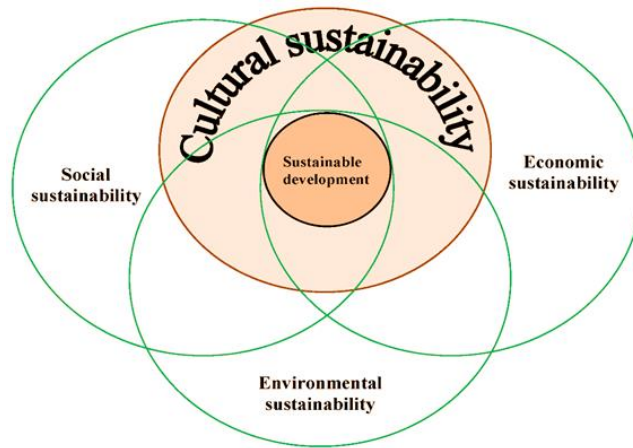 Cultural sustainability
Social
sustainability
Sustainable
development
Economic
sustainability
Environmental
sustainability